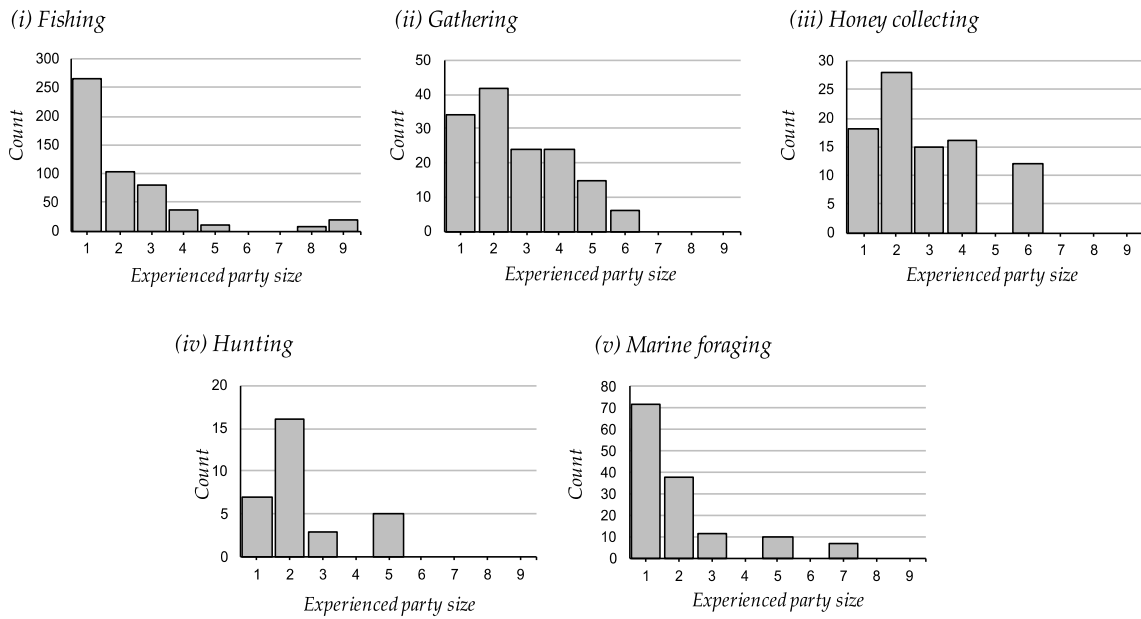 (i) Fishing
300
250
200
150
100
50
0
Count
1 2 3 4 5 6 7 8 9
Experienced party size
(ii) Gathering
50
40
30
20
10
0
Count
1 2 3 4 5 6 7 8 9
Experienced party size
(iii) Honey collecting
30
25
20
15
10
5
0
Count
1 2 3 4 5 6 7 8 9
Experienced party size
(iv) Hunting
20
15
10
5
0
Count
1 2 3 4 5 6 7 8 9
Experienced party size
(v) Marine foraging
80
70
60
50
40
30
20
10
0
Count
1 2 3 4 5 6 7 8 9
Experienced party size